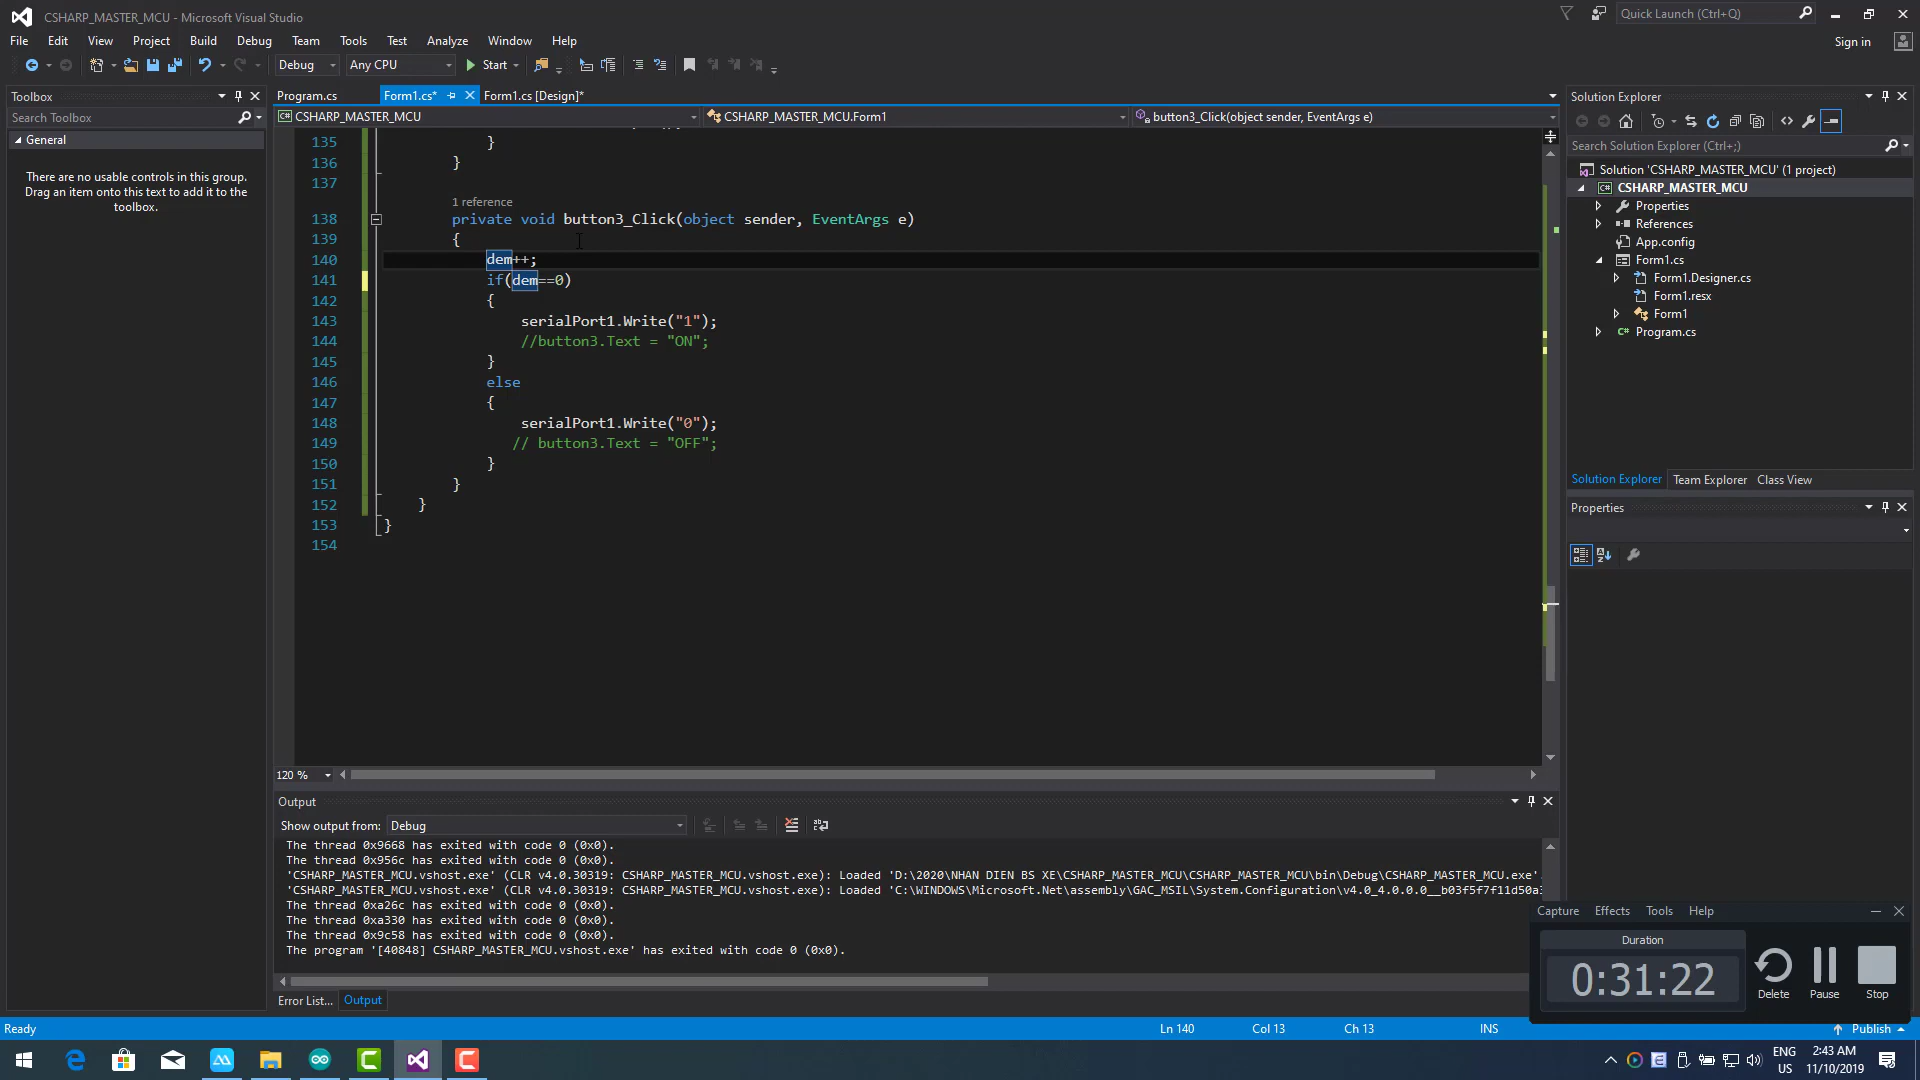 CSHARP_MASTER_MCU - Microsoft Visual Studio
Quick Launch (Ctrl+Q)
File Edit View Project Build Debug Team Tools Test Analyze Window Help
Sign in
Debug Any CPU Start
Toolbox
Search Toolbox
General
There are no usable controls in this group.
Drag an item onto this text to add it to the
toolbox.
Program.cs Form1.cs* Form1.cs [Design]*
CSHARP_MASTER_MCU CSHARP_MASTER_MCU.Form1 button3_Click(object sender, EventArgs e)
135 }
136 }
137
1 reference
138 private void button3_Click(object sender, EventArgs e)
139 {
140 dem++;
141 if(dem==0)
142 {
143 serialPort1.Write("1");
144 //button3.Text = "ON";
145 }
146 else
147 {
148 serialPort1.Write("0");
149 // button3.Text = "OFF";
150 }
151 }
152 }
153 }
154
120 %
Output
Show output from: Debug
The thread 0x9668 has exited with code 0 (0x0).
The thread 0x956c has exited with code 0 (0x0).
'CSHARP_MASTER_MCU.vshost.exe' (CLR v4.0.30319: CSHARP_MASTER_MCU.vshost.exe): Loaded 'D:\2020\NHAN DIEN BS XE\CSHARP_MASTER_MCU\CSHARP_MASTER_MCU\bin\Debug\CSHARP_MASTER_MCU.exe'
'CSHARP_MASTER_MCU.vshost.exe' (CLR v4.0.30319: CSHARP_MASTER_MCU.vshost.exe): Loaded 'C:\WINDOWS\Microsoft.Net\assembly\GAC_MSIL\System.Configuration\v4.0_4.0.0.0__b03f5f7f11d50a3
The thread 0xa26c has exited with code 0 (0x0).
The thread 0xa330 has exited with code 0 (0x0).
The thread 0x9c58 has exited with code 0 (0x0).
The program '[40848] CSHARP_MASTER_MCU.vshost.exe' has exited with code 0 (0x0).
Error List... Output
Solution Explorer
Search Solution Explorer (Ctrl+;)
Solution 'CSHARP_MASTER_MCU' (1 project)
CSHARP_MASTER_MCU
Properties
References
App.config
Form1.cs
Form1.Designer.cs
Form1.resx
Form1
Program.cs
Solution Explorer Team Explorer Class View
Properties
Capture Effects Tools Help
Duration
0:31:22
Delete Pause Stop
Ready Ln 140 Col 13 Ch 13 INS Publish
ENG
US
2:43 AM
11/10/2019